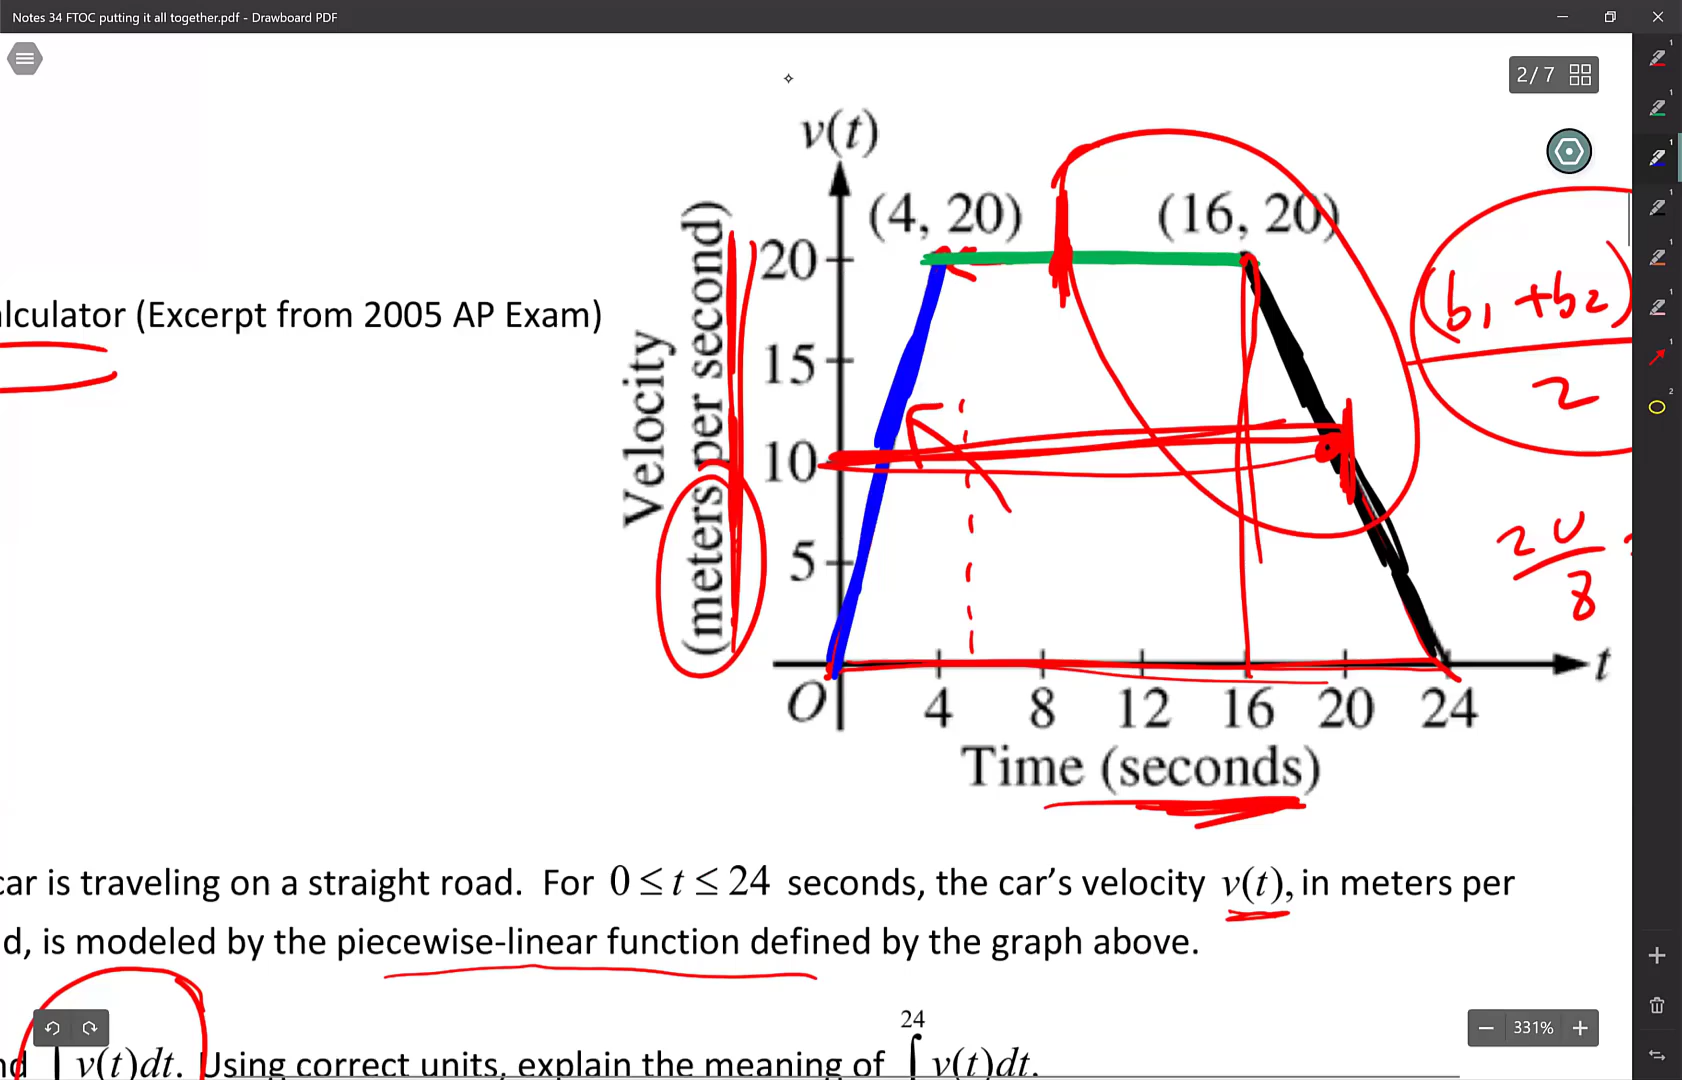 Notes 34 FTOC putting it all together.pdf - Drawboard PDF
2 / 7
v(t)
(4, 20)
(16, 20)
20
15
10
5
Velocity
(meters per second)
O
4 8 12 16 20 24
t
Time (seconds)
(b1 + b2)
2
20
8
alculator (Excerpt from 2005 AP Exam)
car is traveling on a straight road. For 0 ≤ t ≤ 24 seconds, the car's velocity v(t), in meters per
d, is modeled by the piecewise-linear function defined by the graph above.
24
nd ∫ v(t)dt. Using correct units, explain the meaning of ∫ v(t)dt.
331%